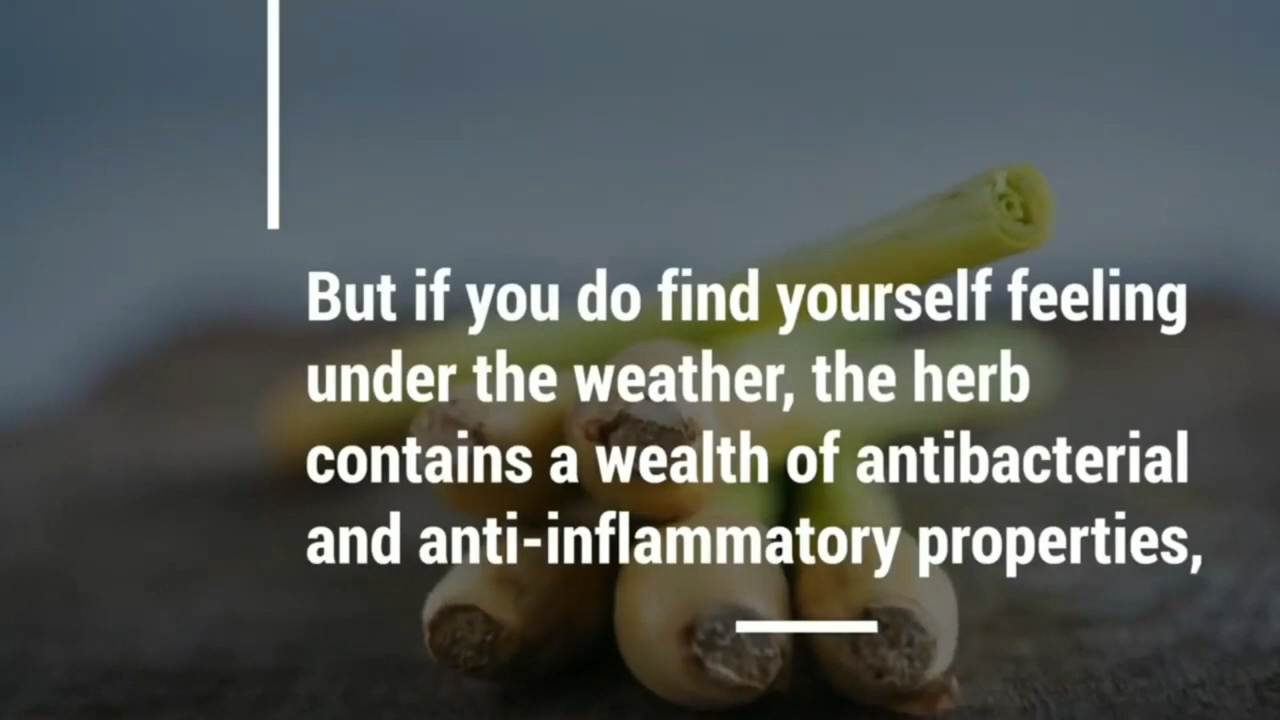 But if you do find yourself feeling
under the weather, the herb
contains a wealth of antibacterial
and anti-inflammatory properties,